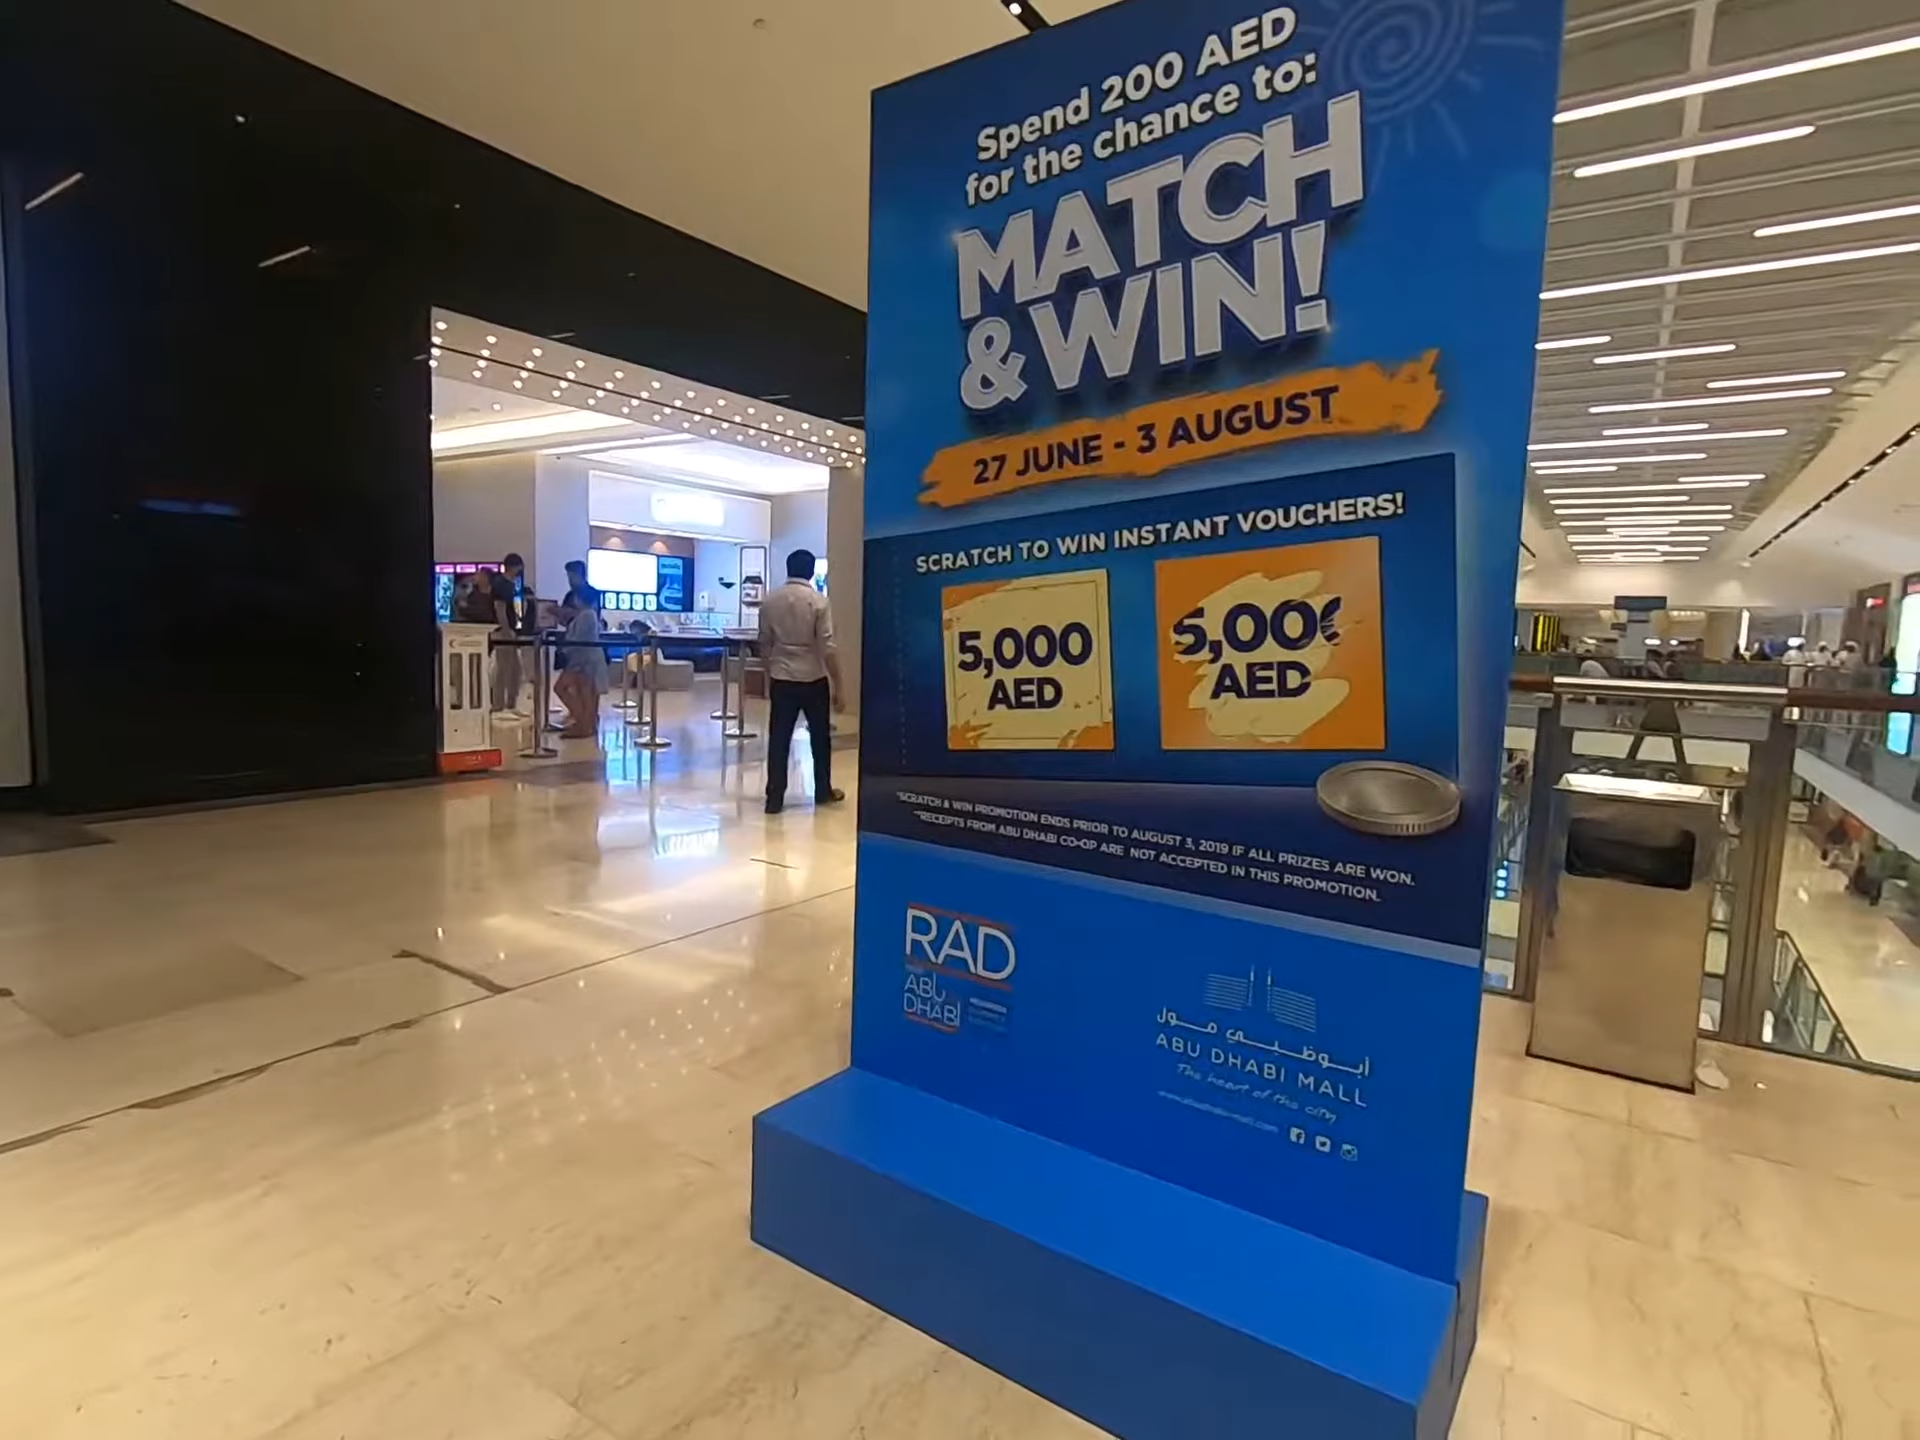 Spend 200 AED
for the chance to:
MATCH
& WIN!
27 JUNE - 3 AUGUST
SCRATCH TO WIN INSTANT VOUCHERS!
5,000
AED
5,00
AED
*SCRATCH & WIN PROMOTION ENDS PRIOR TO AUGUST 3, 2019 IF ALL PRIZES ARE WON.
**RECEIPTS FROM ABU DHABI CO-OP ARE NOT ACCEPTED IN THIS PROMOTION.
RAD
ABU
DHABI
أبوظبي مول
ABU DHABI MALL
The heart of the city